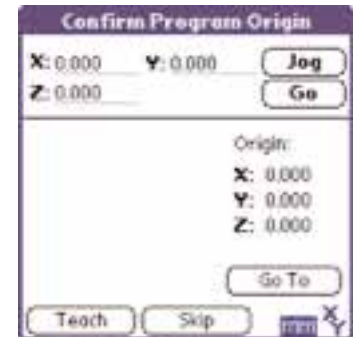 Confirm Program Origin
X: 0.000 Y: 0.000 Jog
Z: 0.000 Go
Origin:
X: 0.000
Y: 0.000
Z: 0.000
Go To
Teach Skip X Y